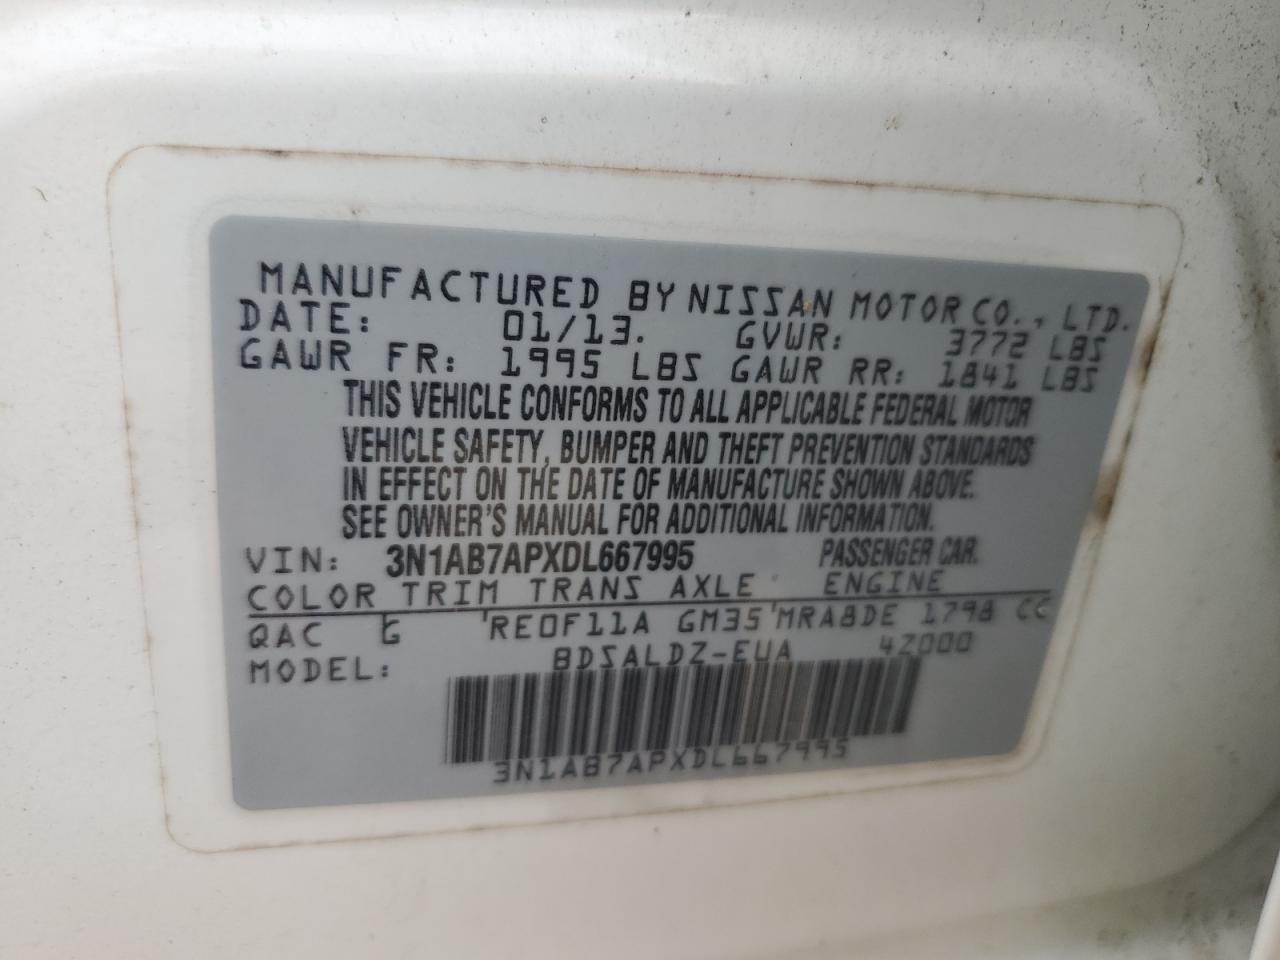 MANUFACTURED BY NISSAN MOTOR CO., LTD.
DATE: 01/13. GVWR: 3772 LBS
GAWR FR: 1995 LBS GAWR RR: 1841 LBS
THIS VEHICLE CONFORMS TO ALL APPLICABLE FEDERAL MOTOR
VEHICLE SAFETY, BUMPER AND THEFT PREVENTION STANDARDS
IN EFFECT ON THE DATE OF MANUFACTURE SHOWN ABOVE.
SEE OWNER'S MANUAL FOR ADDITIONAL INFORMATION.
VIN: 3N1AB7APXDL667995 PASSENGER CAR.
COLOR TRIM TRANS AXLE ENGINE
QAC G RE0F11A GM35 MRA8DE 1798 CC
MODEL: BDSALDZ-EUA 4Z000
3N1AB7APXDL667995